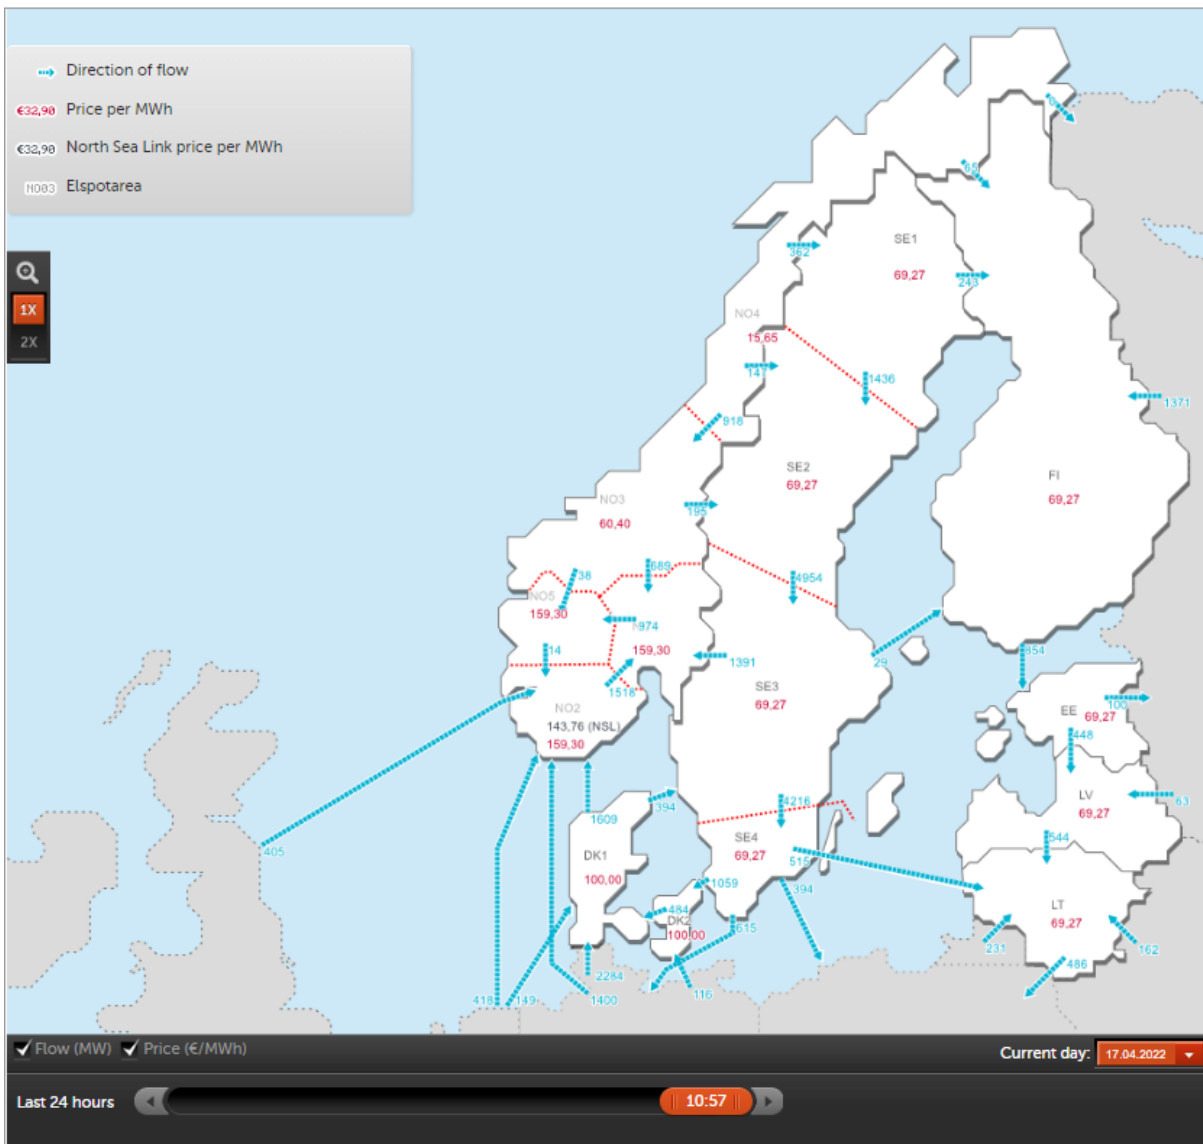 Direction of flow
€32,90 Price per MWh
€32,90 North Sea Link price per MWh
NO03 Elspotarea
1X
2X
0
65
SE1
362
69,27
243
NO4
15,65
147
1436
1371
918
SE2
69,27
FI
69,27
NO3
60,40
195
38
689
4954
NO5
159,30
974
14
159,30
1391
29
854
1518
SE3
69,27
NO2
143,76 (NSL)
159,30
EE 69,27
100
448
LV
69,27
63
394
4216
1609
405
SE4
69,27
544
DK1
100,00
515
1059
394
484
DK2
100,00
615
LT
69,27
231
162
486
2284
116
418
149
1400
Flow (MW) Price (€/MWh)
Current day: 17.04.2022
Last 24 hours
10:57